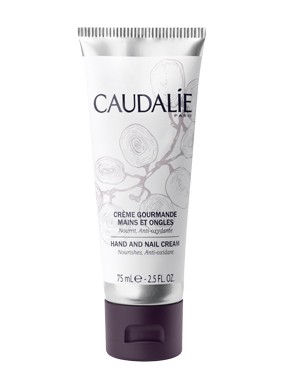 CAUDALÍE
PARIS
CRÈME GOURMANDE
MAINS ET ONGLES
Nourrit, Anti-oxydante
HAND AND NAIL CREAM
Nourishes, Anti-oxidant
75 mL℮ - 2.5 FL. OZ.